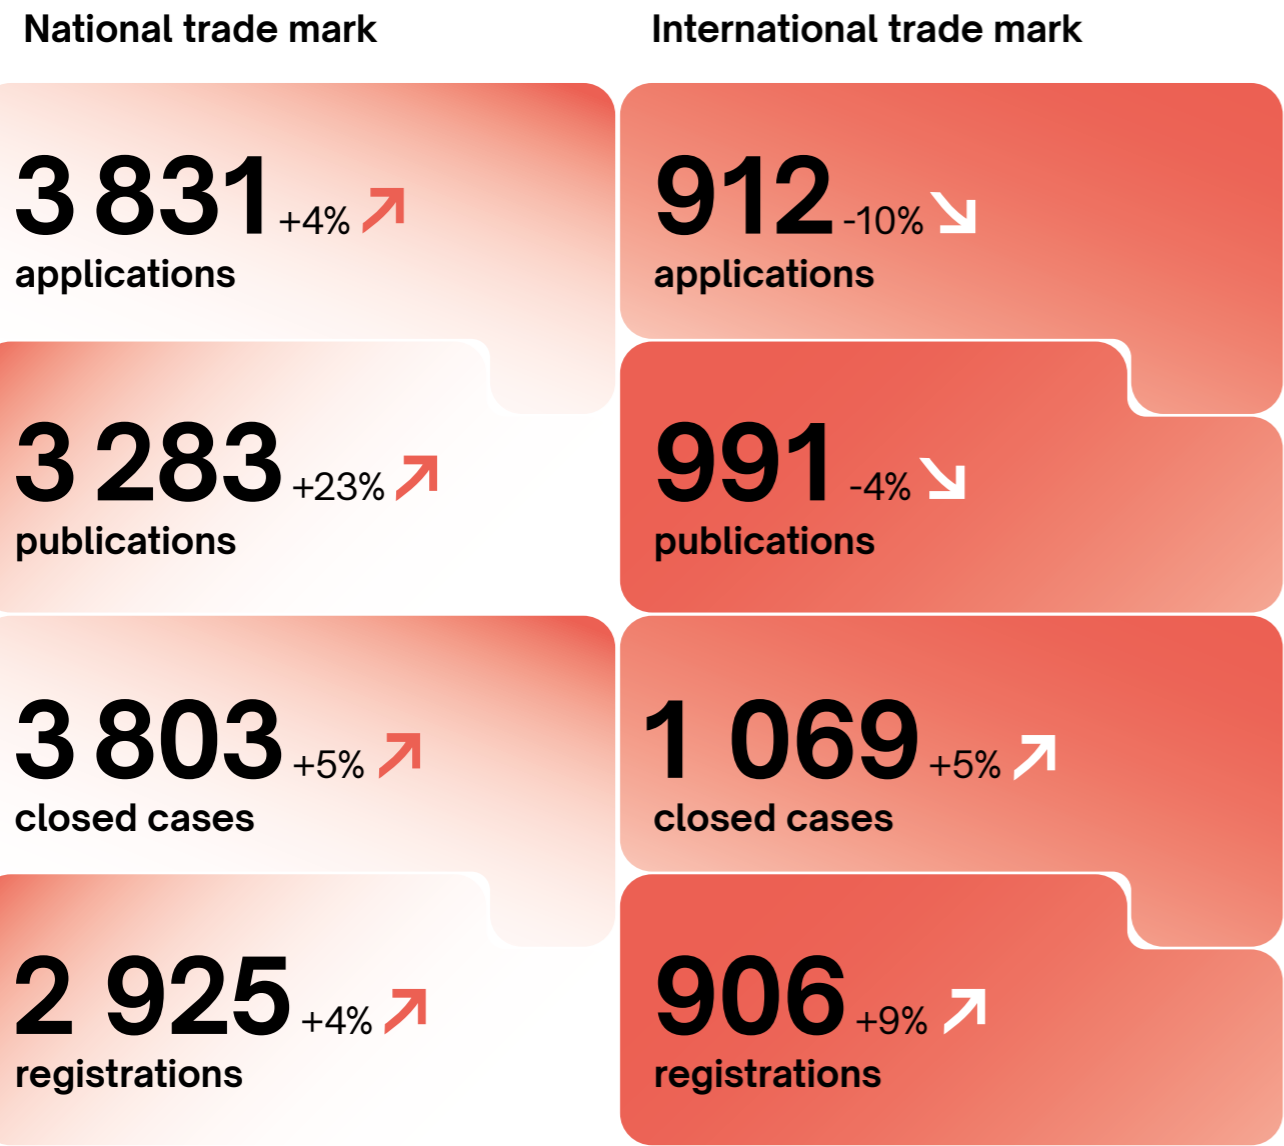 National trade mark
International trade mark
3 831 +4%
applications
912 -10%
applications
3 283 +23%
publications
991 -4%
publications
3 803 +5%
closed cases
1 069 +5%
closed cases
2 925 +4%
registrations
906 +9%
registrations